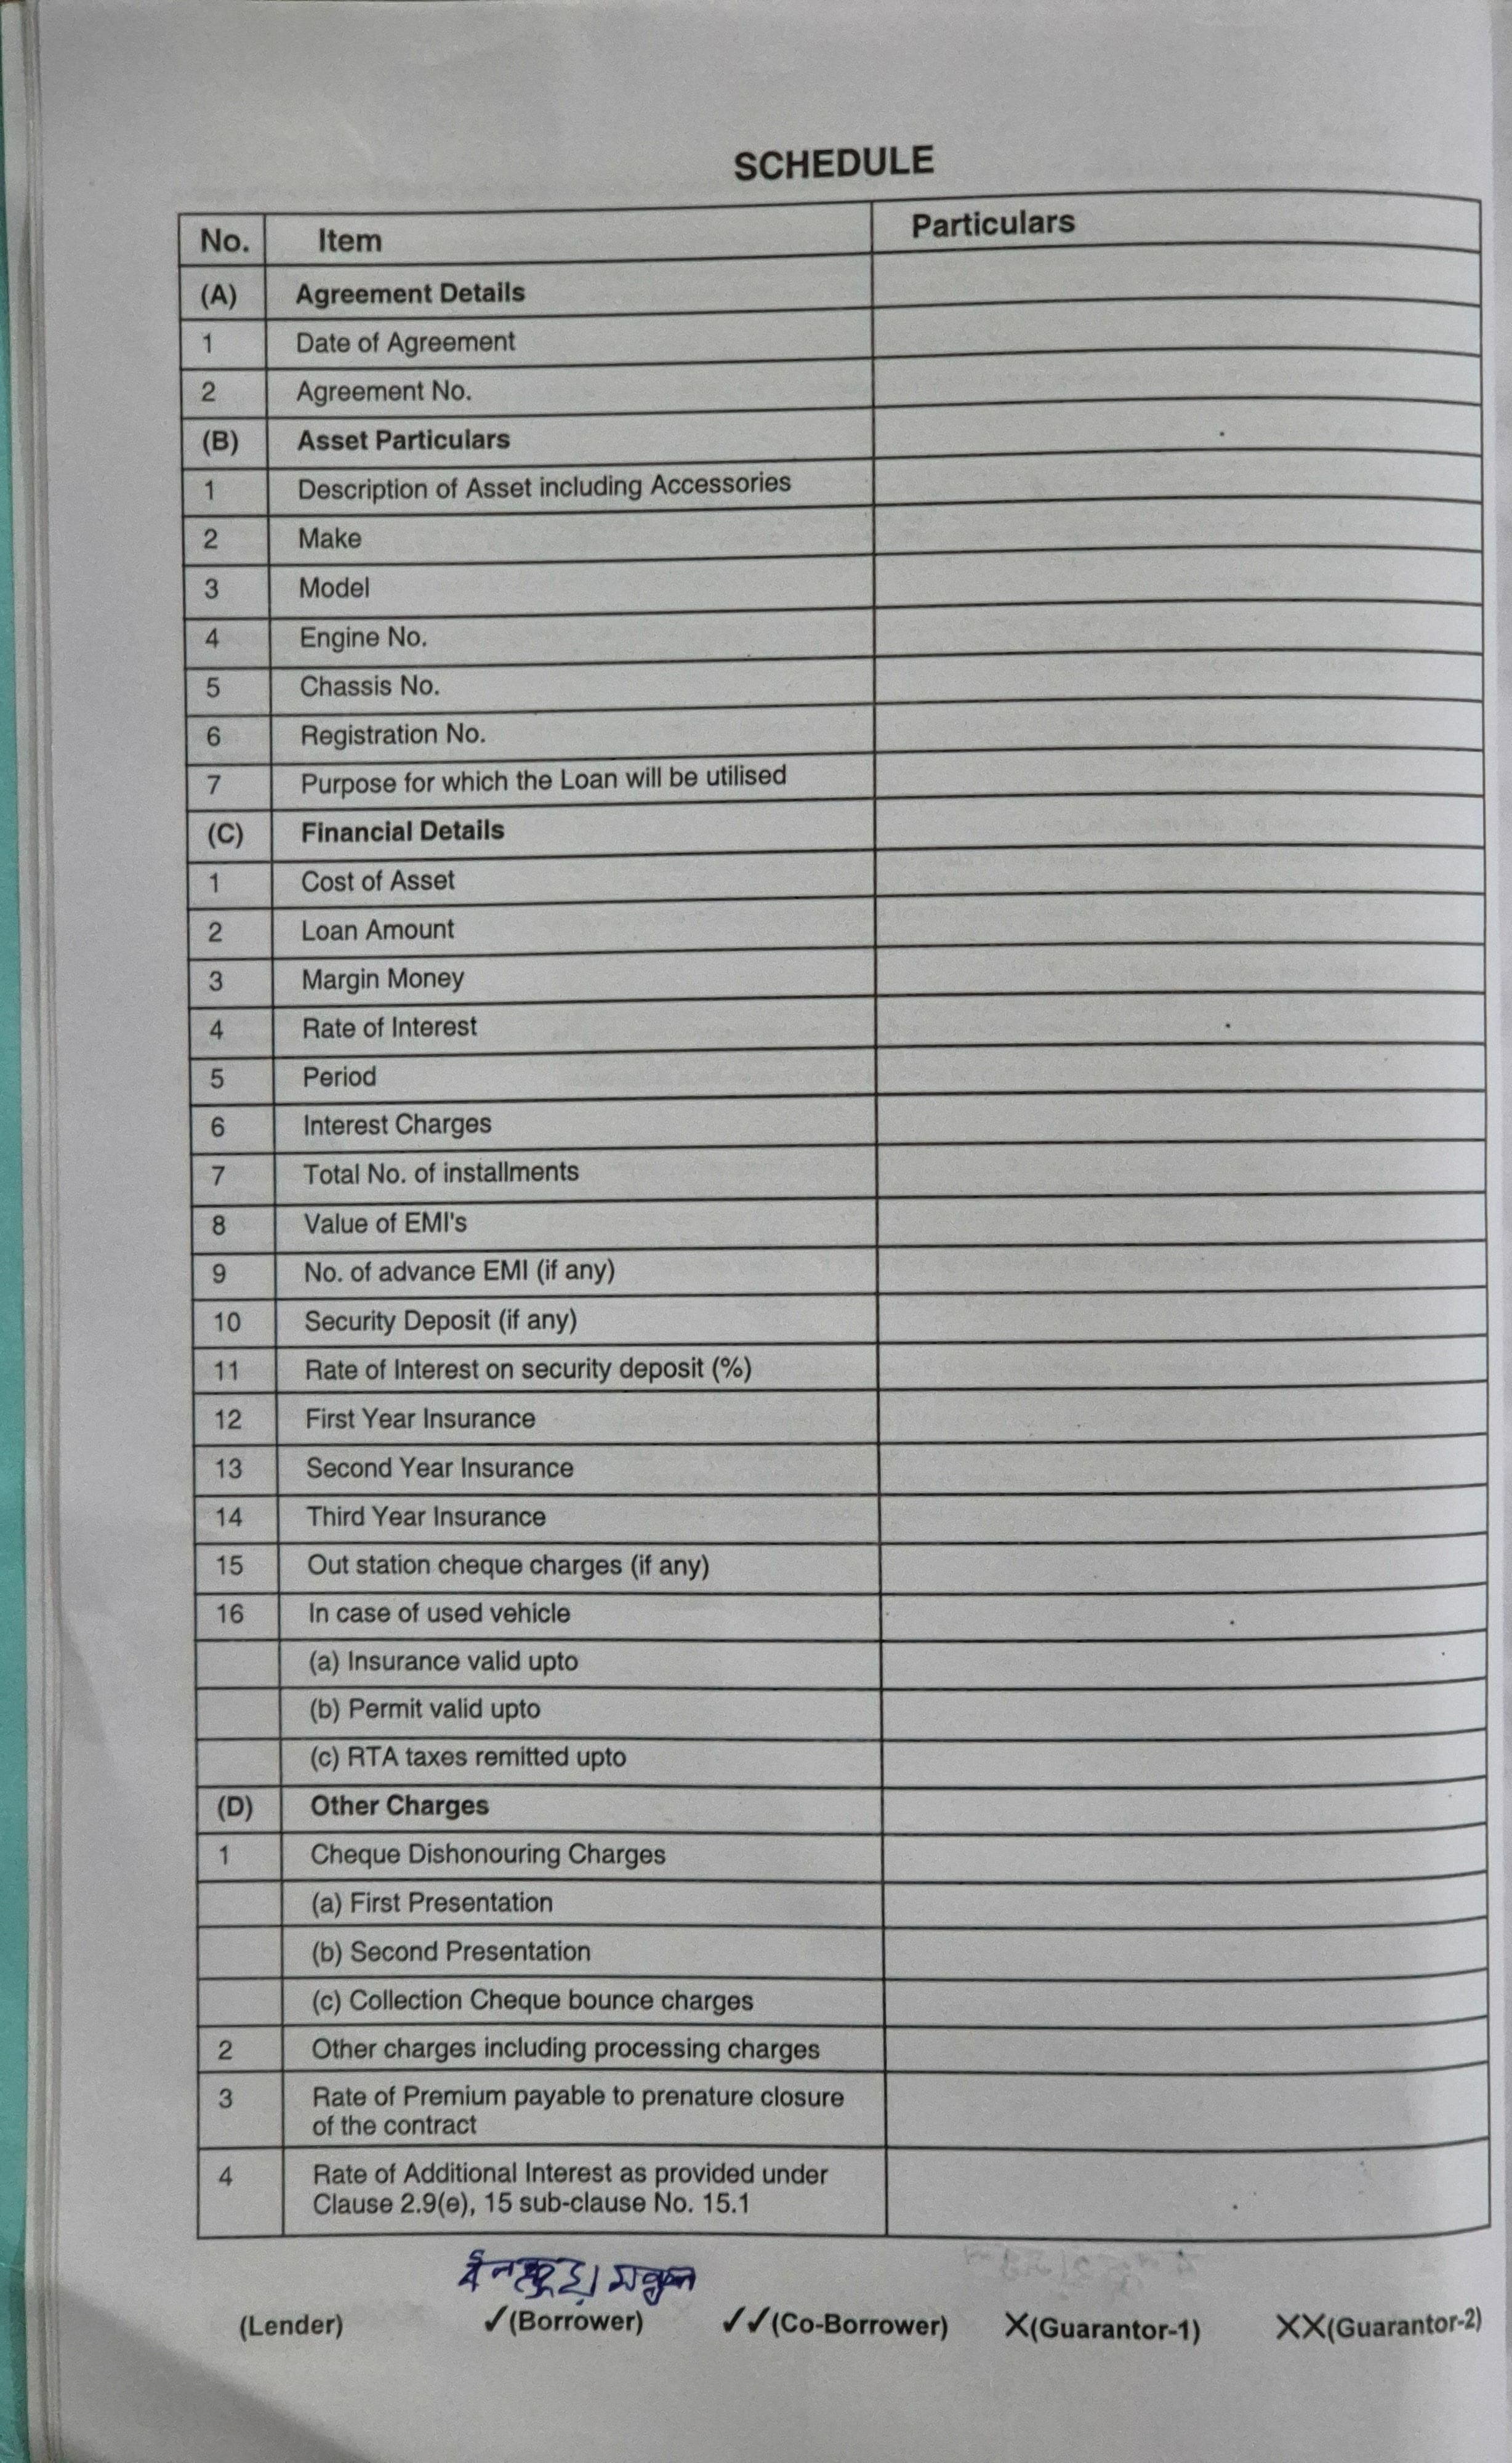 SCHEDULE
No. Item Particulars
(A) Agreement Details
1 Date of Agreement
2 Agreement No.
(B) Asset Particulars
1 Description of Asset including Accessories
2 Make
3 Model
4 Engine No.
5 Chassis No.
6 Registration No.
7 Purpose for which the Loan will be utilised
(C) Financial Details
1 Cost of Asset
2 Loan Amount
3 Margin Money
4 Rate of Interest
5 Period
6 Interest Charges
7 Total No. of installments
8 Value of EMI's
9 No. of advance EMI (if any)
10 Security Deposit (if any)
11 Rate of Interest on security deposit (%)
12 First Year Insurance
13 Second Year Insurance
14 Third Year Insurance
15 Out station cheque charges (if any)
16 In case of used vehicle
(a) Insurance valid upto
(b) Permit valid upto
(c) RTA taxes remitted upto
(D) Other Charges
1 Cheque Dishonouring Charges
(a) First Presentation
(b) Second Presentation
(c) Collection Cheque bounce charges
2 Other charges including processing charges
3 Rate of Premium payable to prenature closure
of the contract
4 Rate of Additional Interest as provided under
Clause 2.9(e), 15 sub-clause No. 15.1
(Lender) ✓(Borrower) ✓✓(Co-Borrower) X(Guarantor-1) XX(Guarantor-2)